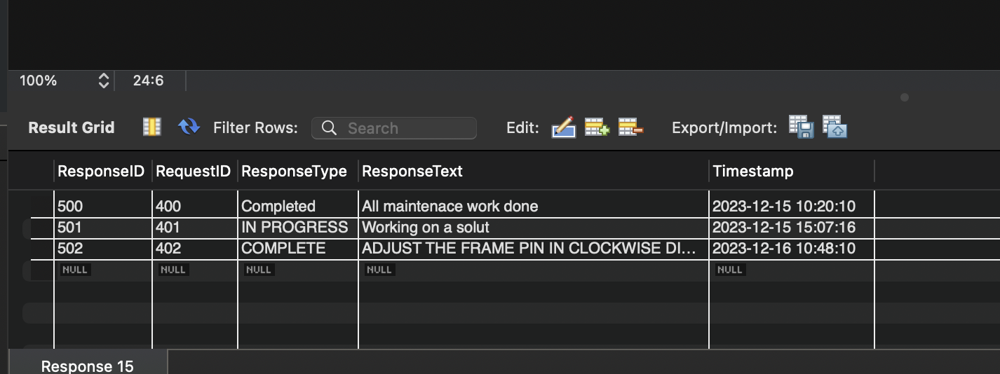 100% 24:6
Result Grid Filter Rows: Search Edit: Export/Import:
ResponseID RequestID ResponseType ResponseText Timestamp
500 400 Completed All maintenace work done 2023-12-15 10:20:10
501 401 IN PROGRESS Working on a solut 2023-12-15 15:07:16
502 402 COMPLETE ADJUST THE FRAME PIN IN CLOCKWISE DI... 2023-12-16 10:48:10
NULL NULL NULL NULL NULL
Response 15